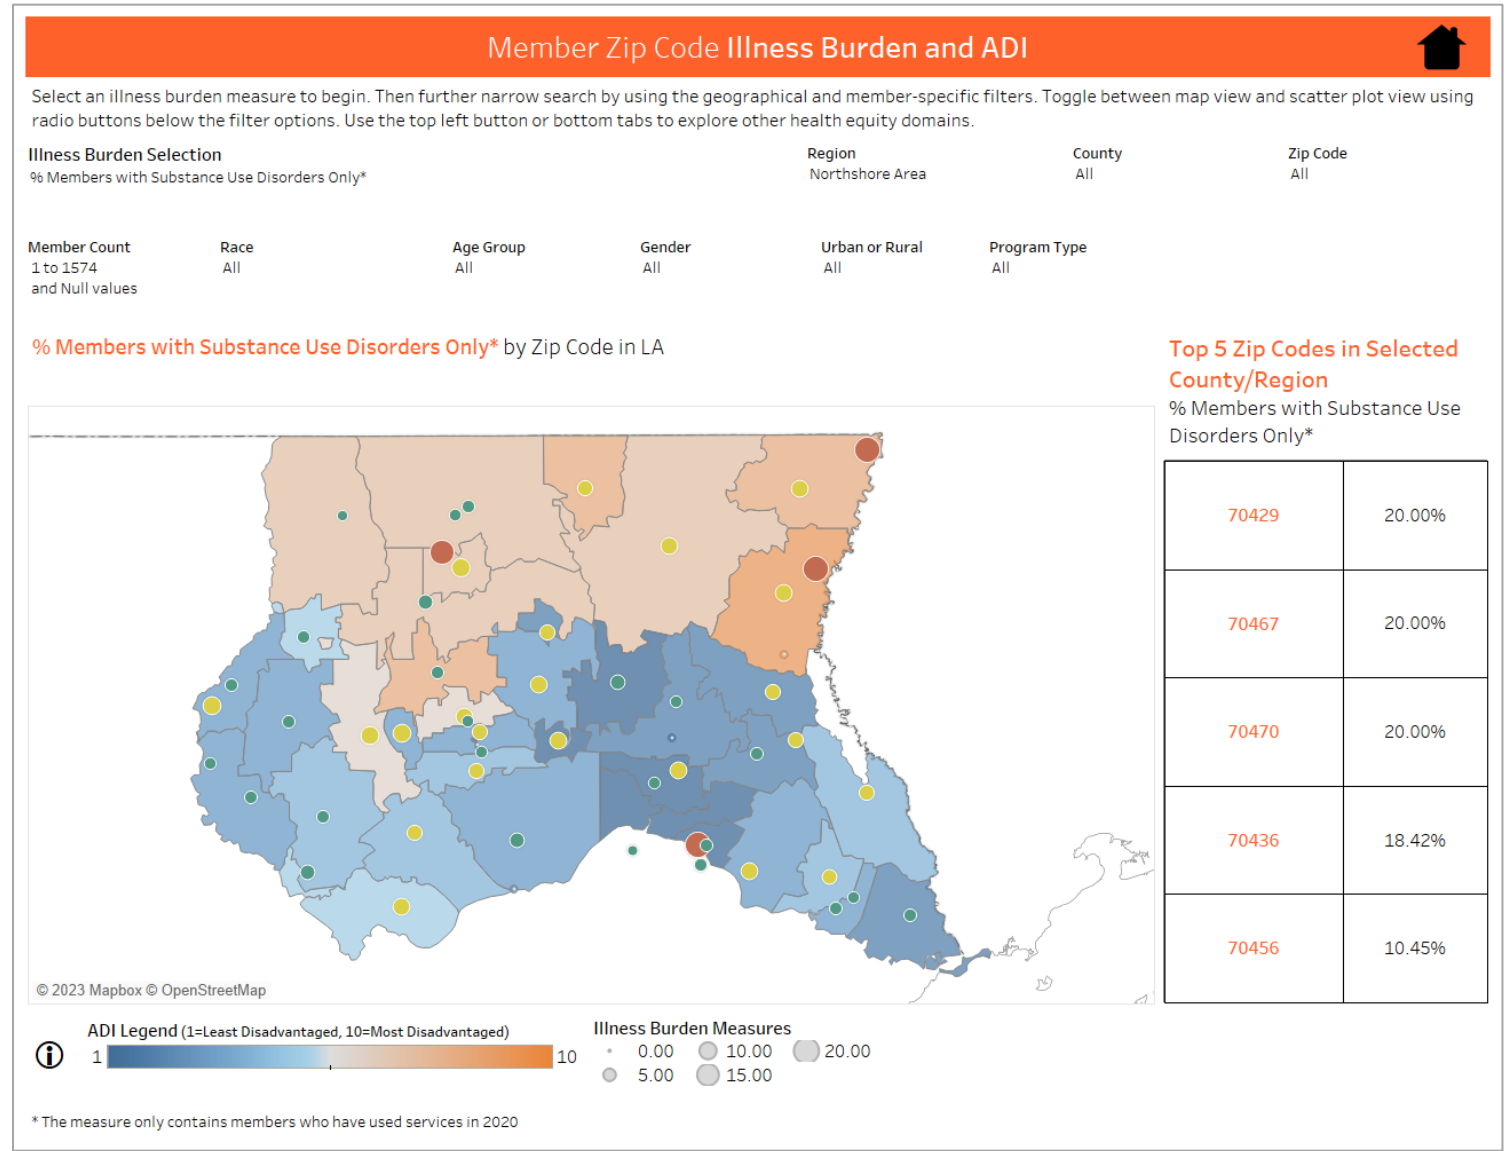 Member Zip Code Illness Burden and ADI
Select an illness burden measure to begin. Then further narrow search by using the geographical and member-specific filters. Toggle between map view and scatter plot view using
radio buttons below the filter options. Use the top left button or bottom tabs to explore other health equity domains.
Illness Burden Selection
% Members with Substance Use Disorders Only*
Region
Northshore Area
County
All
Zip Code
All
Member Count
1 to 1574
and Null values
Race
All
Age Group
All
Gender
All
Urban or Rural
All
Program Type
All
% Members with Substance Use Disorders Only* by Zip Code in LA
Top 5 Zip Codes in Selected
County/Region
% Members with Substance Use
Disorders Only*
70429 20.00%
70467 20.00%
70470 20.00%
70436 18.42%
70456 10.45%
© 2023 Mapbox © OpenStreetMap
ADI Legend (1=Least Disadvantaged, 10=Most Disadvantaged)
1 10
Illness Burden Measures
0.00 10.00 20.00
5.00 15.00
* The measure only contains members who have used services in 2020